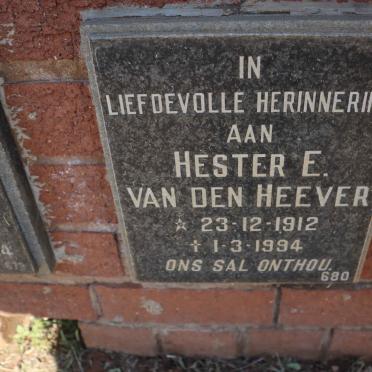 IN
LIEFDEVOLLE HERINNERIN
AAN
HESTER E.
VAN DEN HEEVER
☆ 23-12-1912
✝ 1-3-1994
ONS SAL ONTHOU.
680